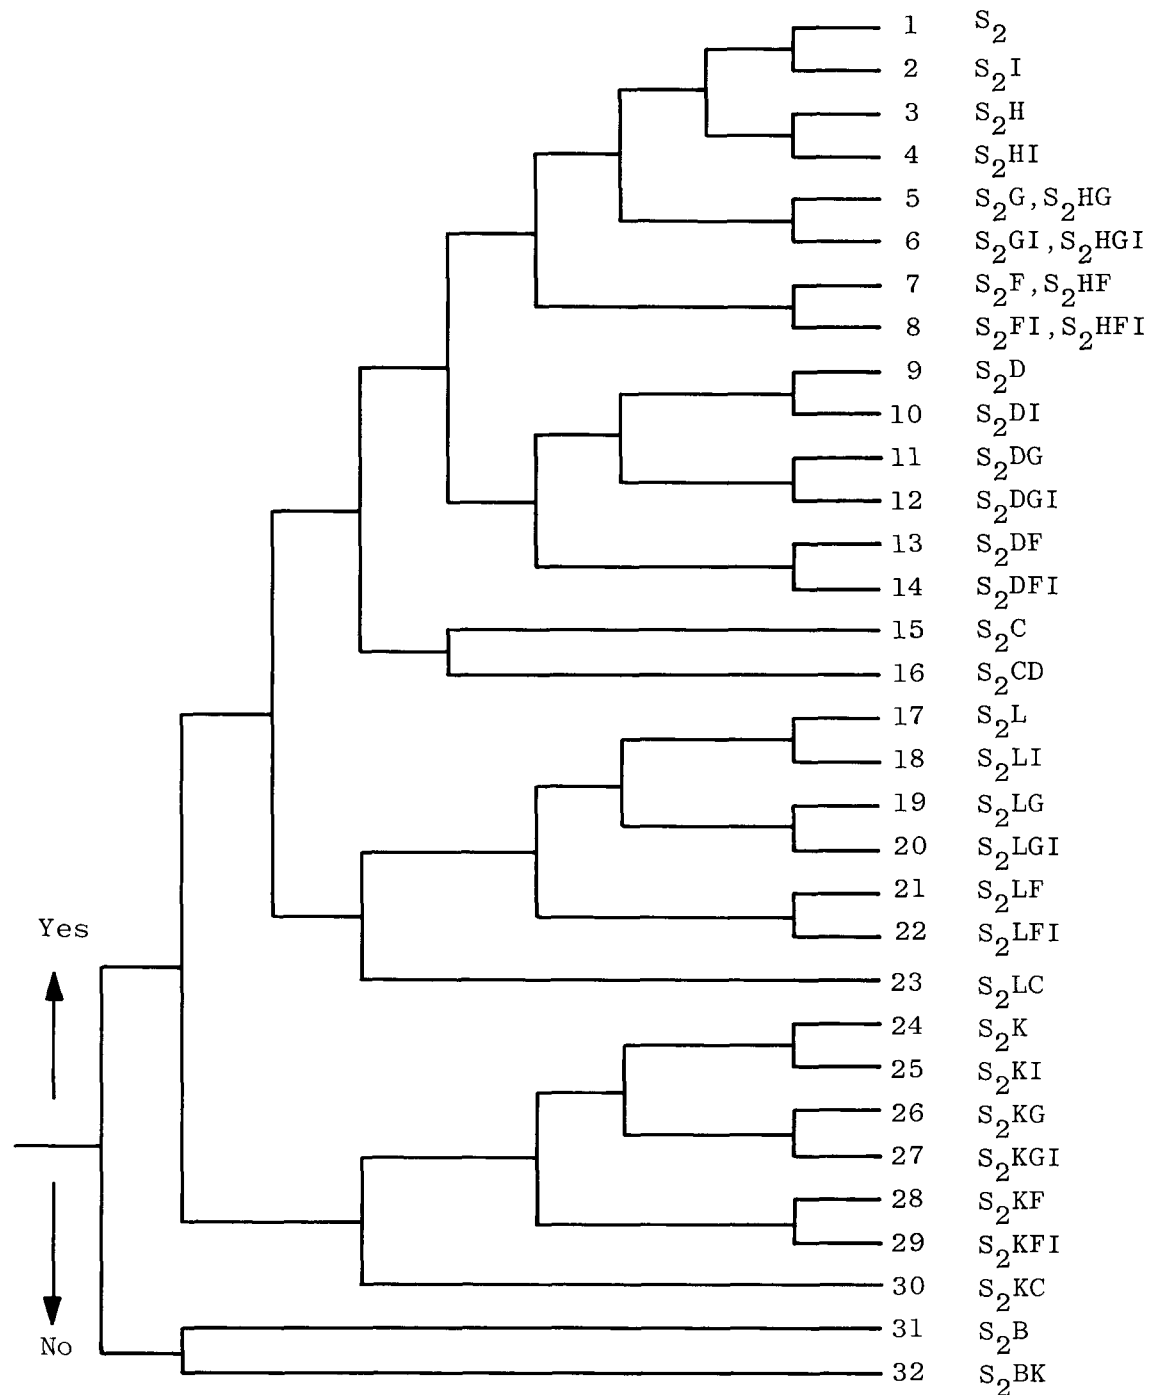 1 S2
2 S2I
3 S2H
4 S2HI
5 S2G,S2HG
6 S2GI,S2HGI
7 S2F,S2HF
8 S2FI,S2HFI
9 S2D
10 S2DI
11 S2DG
12 S2DGI
13 S2DF
14 S2DFI
15 S2C
16 S2CD
17 S2L
18 S2LI
19 S2LG
20 S2LGI
21 S2LF
Yes
22 S2LFI
23 S2LC
24 S2K
25 S2KI
26 S2KG
27 S2KGI
28 S2KF
29 S2KFI
30 S2KC
31 S2B
No
32 S2BK